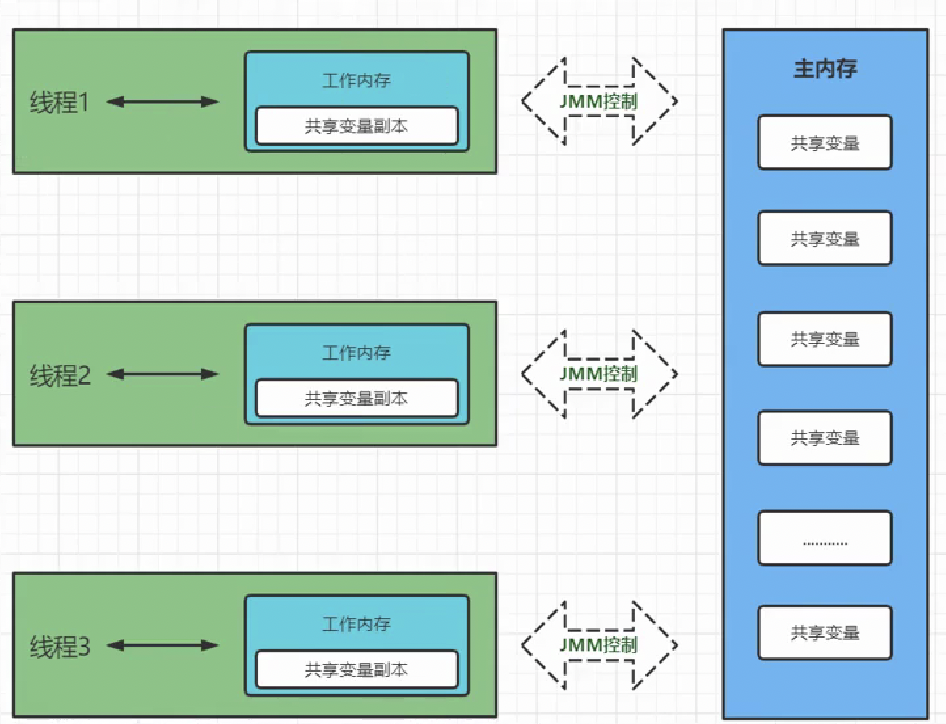 线程1
工作内存
共享变量副本
JMM控制
线程2
工作内存
共享变量副本
JMM控制
线程3
工作内存
共享变量副本
JMM控制
主内存
共享变量
共享变量
共享变量
共享变量
...........
共享变量